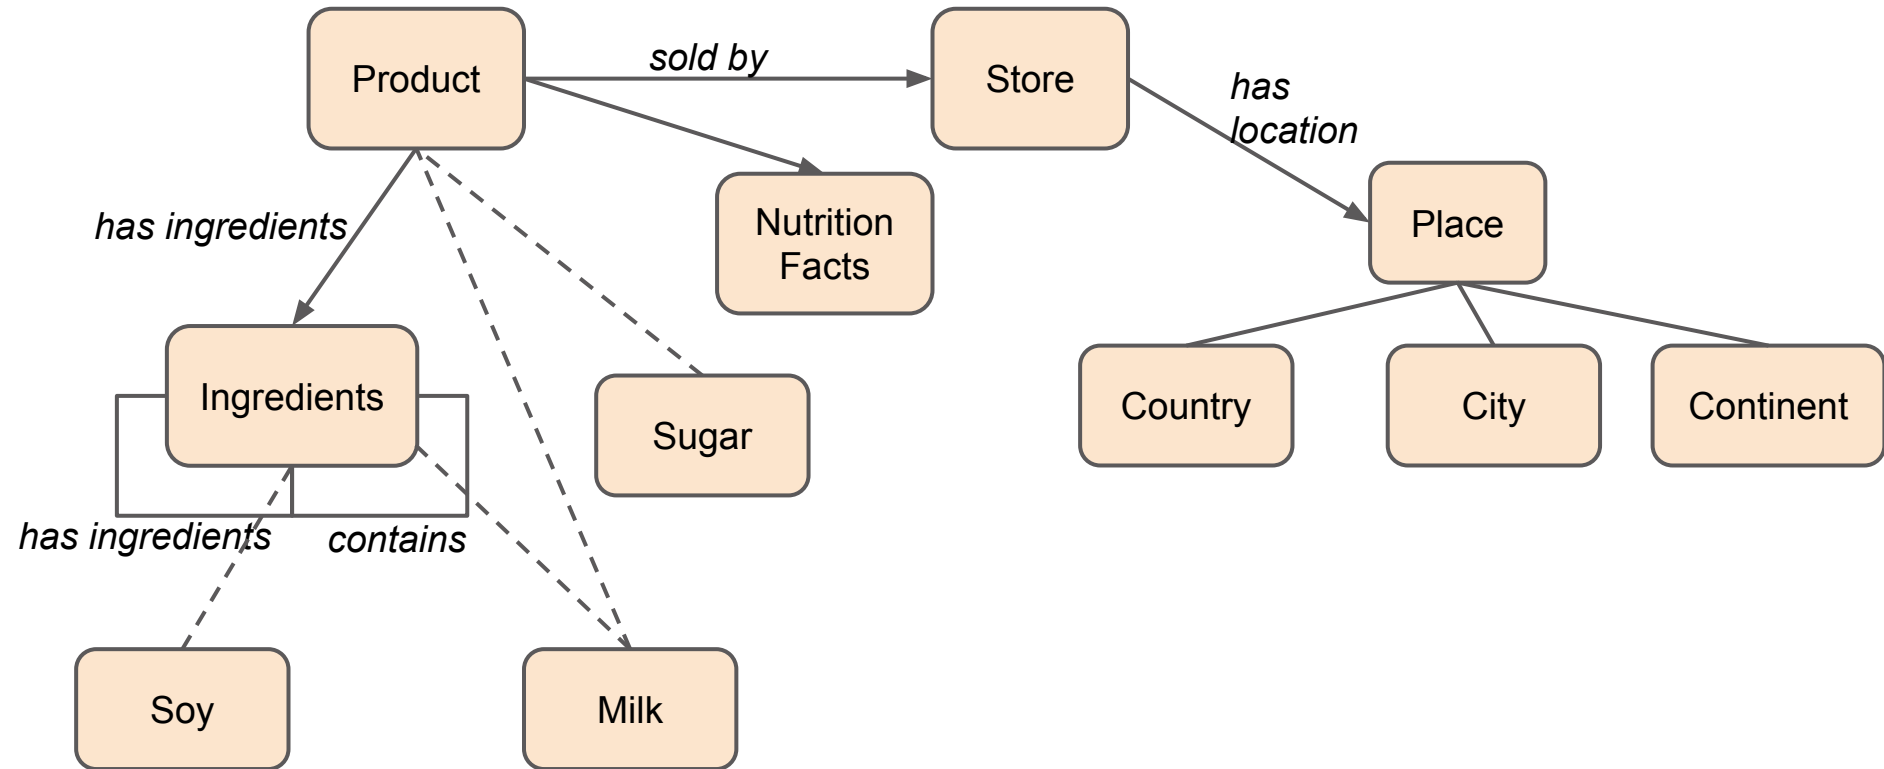 Product
sold by
Store
has
location
Nutrition
Facts
Place
has ingredients
Ingredients
Sugar
Country
City
Continent
has ingredients
contains
Soy
Milk